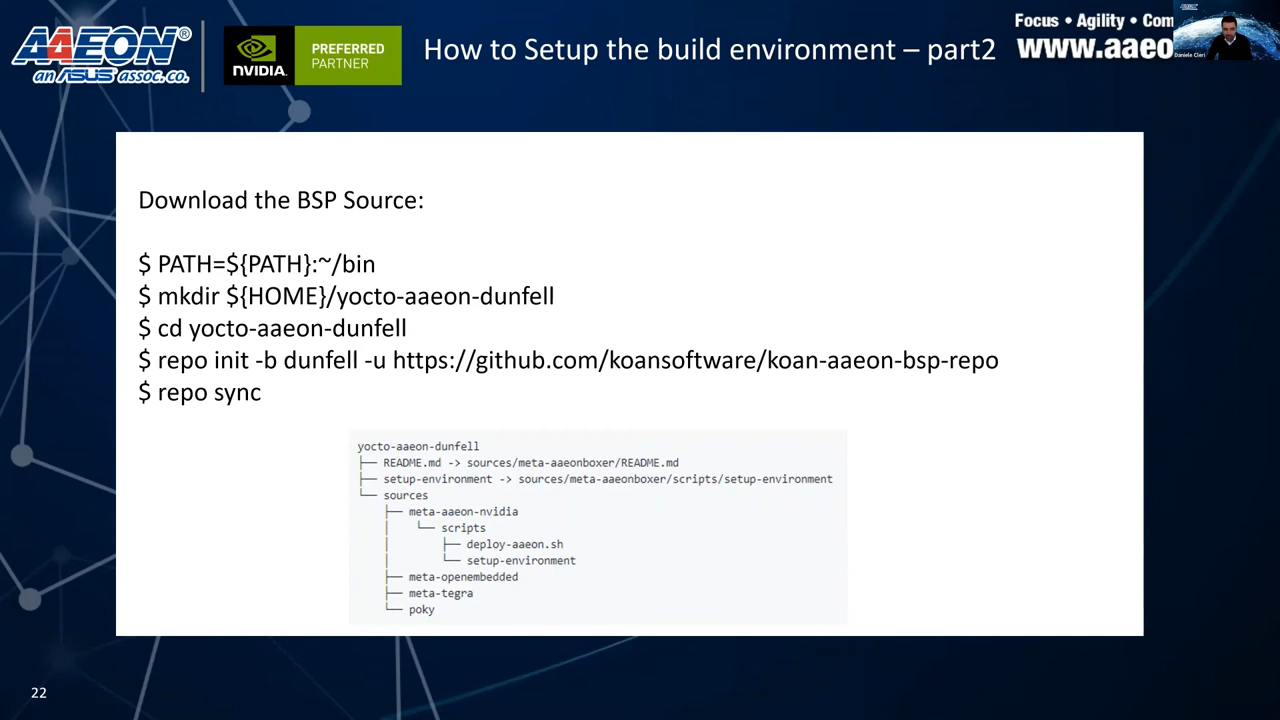 AAEON®
an ASUS assoc. co.
NVIDIA.
PREFERRED
PARTNER
How to Setup the build environment – part2
Focus • Agility • Com
www.aaeo
Daniele Cleri
Download the BSP Source:
$ PATH=${PATH}:~/bin
$ mkdir ${HOME}/yocto-aaeon-dunfell
$ cd yocto-aaeon-dunfell
$ repo init -b dunfell -u https://github.com/koansoftware/koan-aaeon-bsp-repo
$ repo sync
yocto-aaeon-dunfell
├── README.md -> sources/meta-aaeonboxer/README.md
├── setup-environment -> sources/meta-aaeonboxer/scripts/setup-environment
└── sources
    ├── meta-aaeon-nvidia
    │   └── scripts
    │       ├── deploy-aaeon.sh
    │       └── setup-environment
    ├── meta-openembedded
    ├── meta-tegra
    └── poky
22